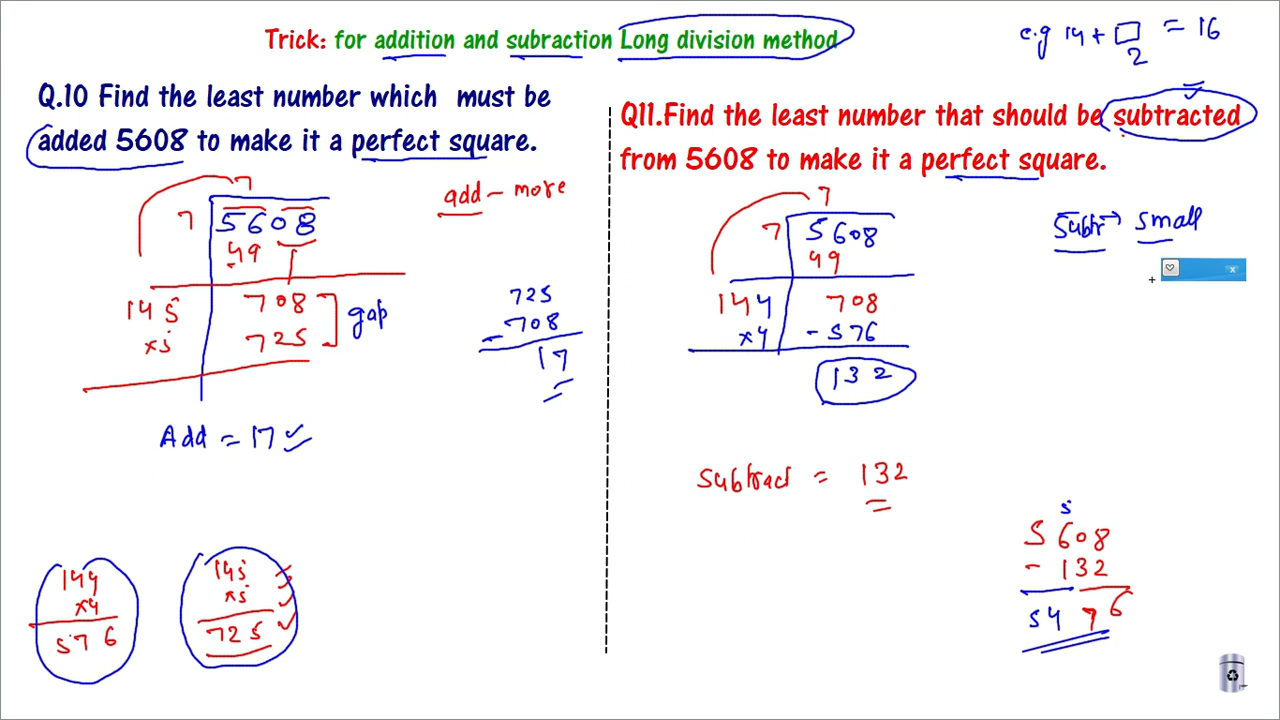 Trick: for addition and subraction Long division method
e.g 14 + □ = 16
2
Q.10 Find the least number which must be
added 5608 to make it a perfect square.
7
7 5608
49
145 708
x5 725
gap
add - more
725
- 708
17
Add = 17
144
x4
576
145
x5
725
Q11.Find the least number that should be subtracted
from 5608 to make it a perfect square.
7
7 5608
49
144 708
x4 - 576
132
Subtr → small
x
subtract = 132
5
5608
- 132
5476